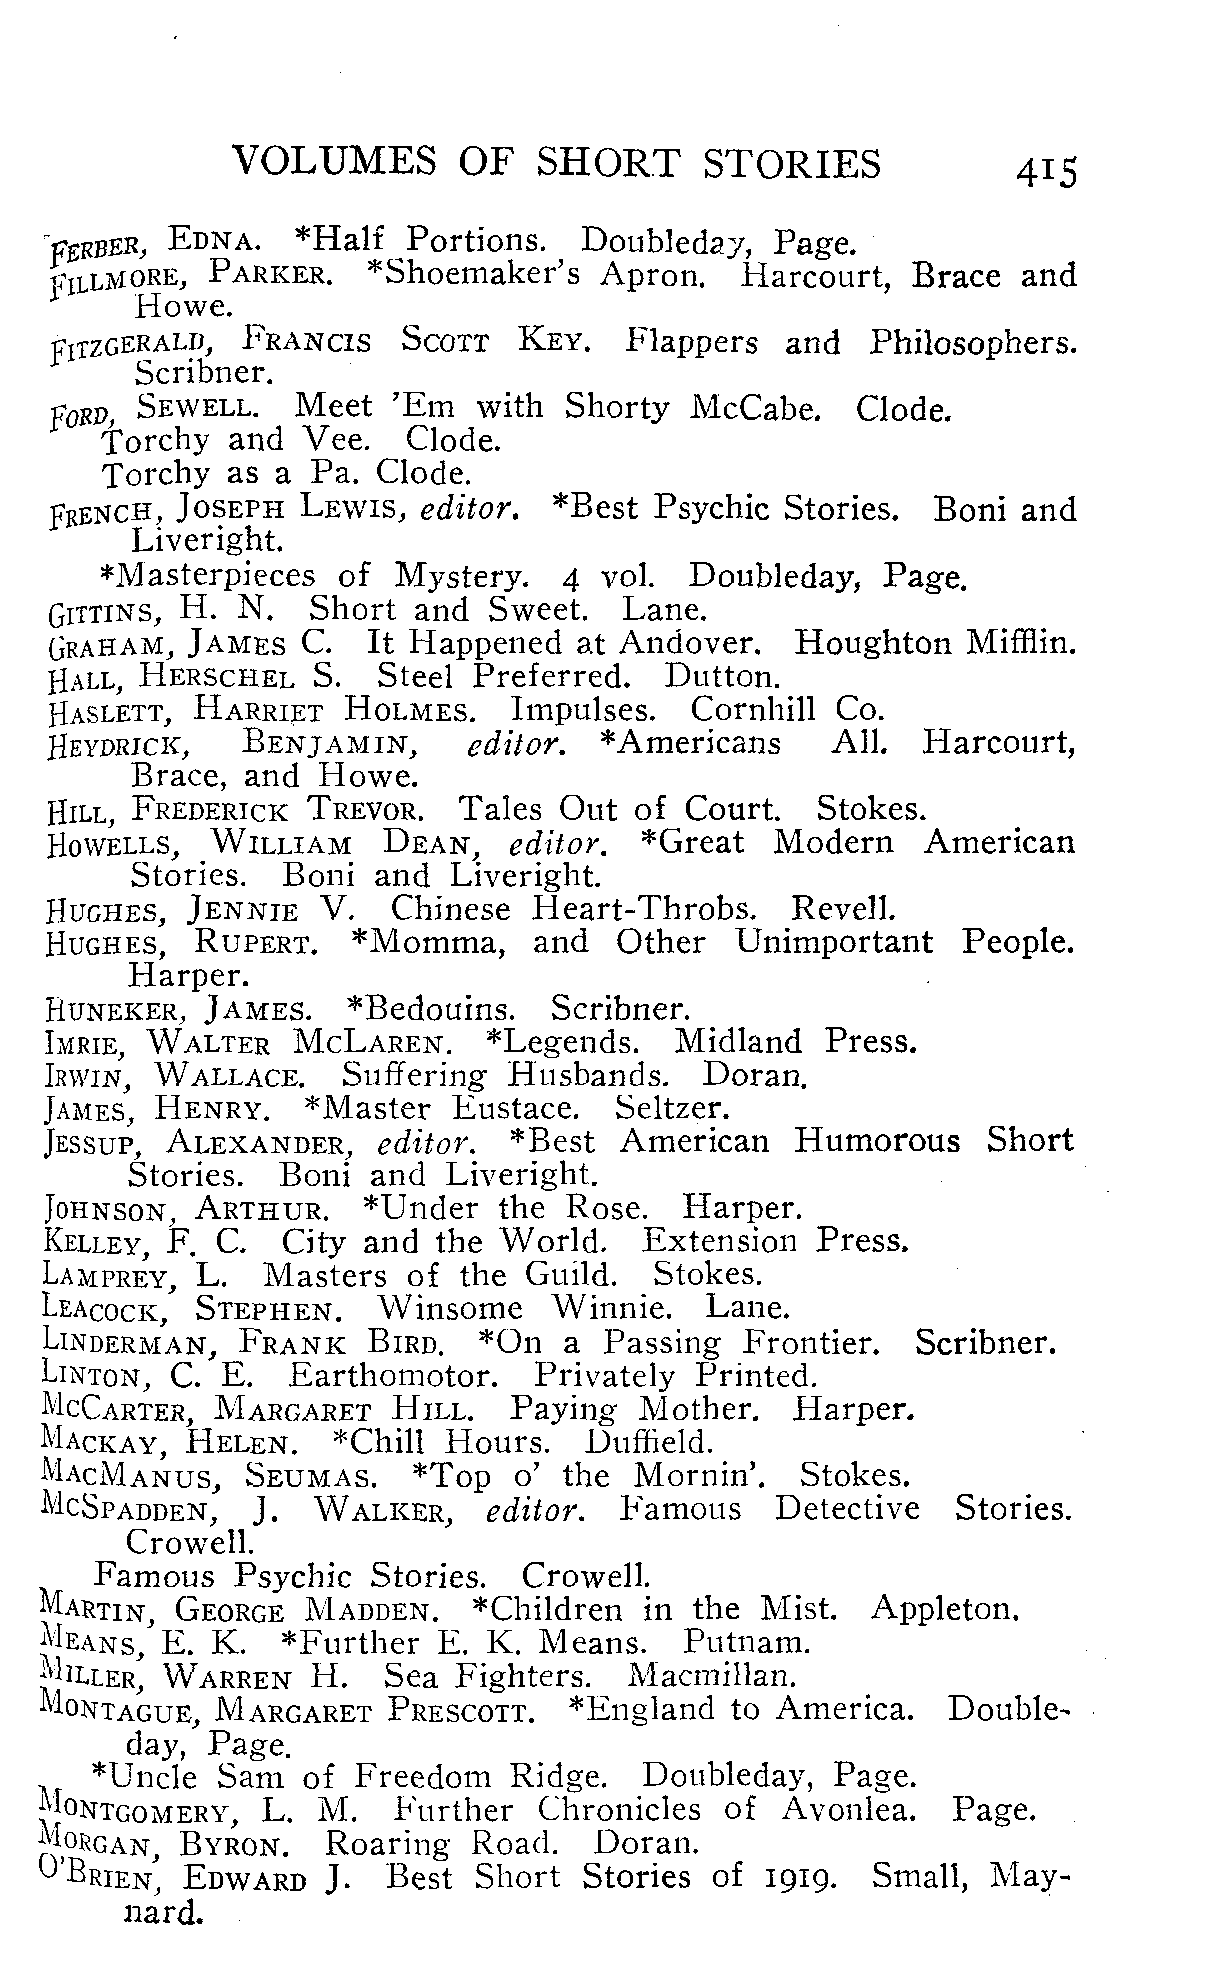 VOLUMES OF SHORT STORIES 415
FERBER, EDNA. *Half Portions. Doubleday, Page.
FILLMORE, PARKER. *Shoemaker's Apron. Harcourt, Brace and
Howe.
FITZGERALD, FRANCIS SCOTT KEY. Flappers and Philosophers.
Scribner.
FORD, SEWELL. Meet 'Em with Shorty McCabe. Clode.
Torchy and Vee. Clode.
Torchy as a Pa. Clode.
FRENCH, JOSEPH LEWIS, editor. *Best Psychic Stories. Boni and
Liveright.
*Masterpieces of Mystery. 4 vol. Doubleday, Page.
GITTINS, H. N. Short and Sweet. Lane.
GRAHAM, JAMES C. It Happened at Andover. Houghton Mifflin.
HALL, HERSCHEL S. Steel Preferred. Dutton.
HASLETT, HARRIET HOLMES. Impulses. Cornhill Co.
HEYDRICK, BENJAMIN, editor. *Americans All. Harcourt,
Brace, and Howe.
HILL, FREDERICK TREVOR. Tales Out of Court. Stokes.
HOWELLS, WILLIAM DEAN, editor. *Great Modern American
Stories. Boni and Liveright.
HUGHES, JENNIE V. Chinese Heart-Throbs. Revell.
HUGHES, RUPERT. *Momma, and Other Unimportant People.
Harper.
HUNEKER, JAMES. *Bedouins. Scribner.
IMRIE, WALTER MCLAREN. *Legends. Midland Press.
IRWIN, WALLACE. Suffering Husbands. Doran.
JAMES, HENRY. *Master Eustace. Seltzer.
JESSUP, ALEXANDER, editor. *Best American Humorous Short
Stories. Boni and Liveright.
JOHNSON, ARTHUR. *Under the Rose. Harper.
KELLEY, F. C. City and the World. Extension Press.
LAMPREY, L. Masters of the Guild. Stokes.
LEACOCK, STEPHEN. Winsome Winnie. Lane.
LINDERMAN, FRANK BIRD. *On a Passing Frontier. Scribner.
LINTON, C. E. Earthomotor. Privately Printed.
MCCARTER, MARGARET HILL. Paying Mother. Harper.
MACKAY, HELEN. *Chill Hours. Duffield.
MACMANUS, SEUMAS. *Top o' the Mornin'. Stokes.
MCSPADDEN, J. WALKER, editor. Famous Detective Stories.
Crowell.
Famous Psychic Stories. Crowell.
MARTIN, GEORGE MADDEN. *Children in the Mist. Appleton.
MEANS, E. K. *Further E. K. Means. Putnam.
MILLER, WARREN H. Sea Fighters. Macmillan.
MONTAGUE, MARGARET PRESCOTT. *England to America. Double-
day, Page.
*Uncle Sam of Freedom Ridge. Doubleday, Page.
MONTGOMERY, L. M. Further Chronicles of Avonlea. Page.
MORGAN, BYRON. Roaring Road. Doran.
O'BRIEN, EDWARD J. Best Short Stories of 1919. Small, May-
nard.